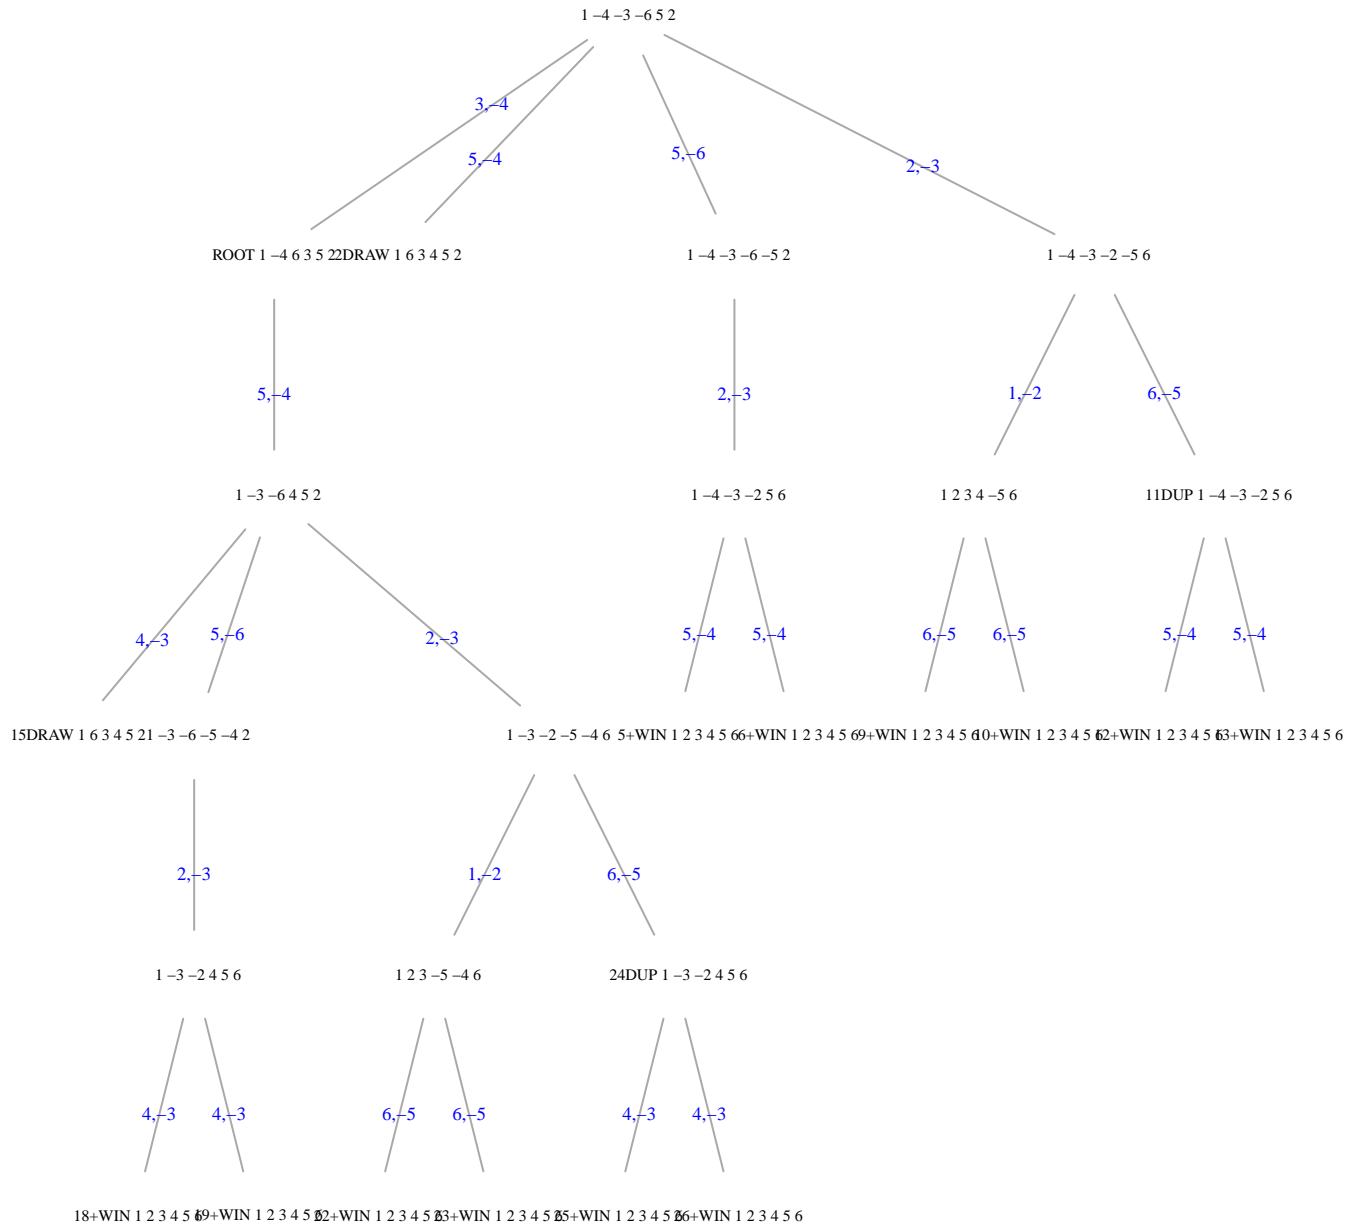 1 –4 –3 –6 5 2
3,–4
5,–4
5,–6
2,–3
ROOT 1 –4 6 3 5 2 2DRAW 1 6 3 4 5 2 1 –4 –3 –6 –5 2 1 –4 –3 –2 –5 6
5,–4 2,–3 1,–2 6,–5
1 –3 –6 4 5 2 1 –4 –3 –2 5 6 1 2 3 4 –5 6 11DUP 1 –4 –3 –2 5 6
4,–3 5,–6 2,–3 5,–4 5,–4 6,–5 6,–5 5,–4 5,–4
15DRAW 1 6 3 4 5 2 1 –3 –6 –5 –4 2 1 –3 –2 –5 –4 6 5+WIN 1 2 3 4 5 6 6+WIN 1 2 3 4 5 6 9+WIN 1 2 3 4 5 6 10+WIN 1 2 3 4 5 6 12+WIN 1 2 3 4 5 6 13+WIN 1 2 3 4 5 6
2,–3 1,–2 6,–5
1 –3 –2 4 5 6 1 2 3 –5 –4 6 24DUP 1 –3 –2 4 5 6
4,–3 4,–3 6,–5 6,–5 4,–3 4,–3
18+WIN 1 2 3 4 5 6 19+WIN 1 2 3 4 5 6 22+WIN 1 2 3 4 5 6 23+WIN 1 2 3 4 5 6 25+WIN 1 2 3 4 5 6 26+WIN 1 2 3 4 5 6